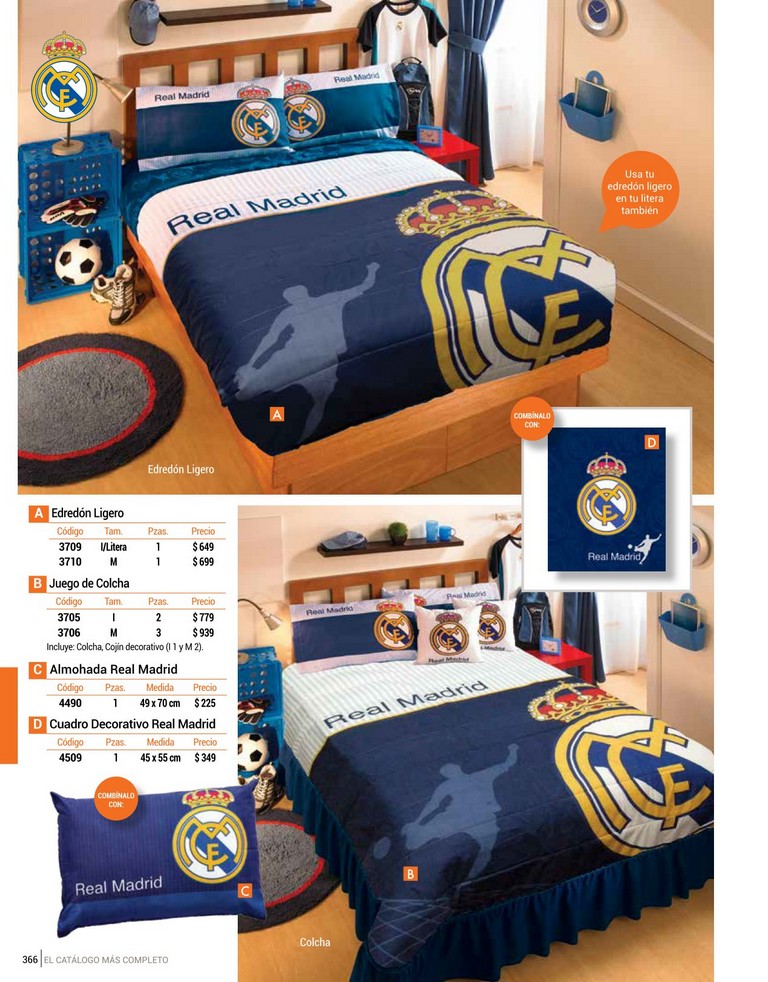 Real Madrid
Real Madrid
Real Madrid
Usa tu
edredón ligero
en tu litera
también
A
Edredón Ligero
COMBÍNALO
CON:
D
Real Madrid
A Edredón Ligero
Código Tam. Pzas. Precio
3709 I/Litera 1 $ 649
3710 M 1 $ 699
B Juego de Colcha
Código Tam. Pzas. Precio
3705 I 2 $ 779
3706 M 3 $ 939
Incluye: Colcha, Cojín decorativo (I 1 y M 2).
C Almohada Real Madrid
Código Pzas. Medida Precio
4490 1 49 x 70 cm $ 225
D Cuadro Decorativo Real Madrid
Código Pzas. Medida Precio
4509 1 45 x 55 cm $ 349
COMBÍNALO
CON:
Real Madrid
C
Real Madrid
Real Madrid
Real Madrid
Real Madrid
B
Colcha
366 EL CATÁLOGO MÁS COMPLETO